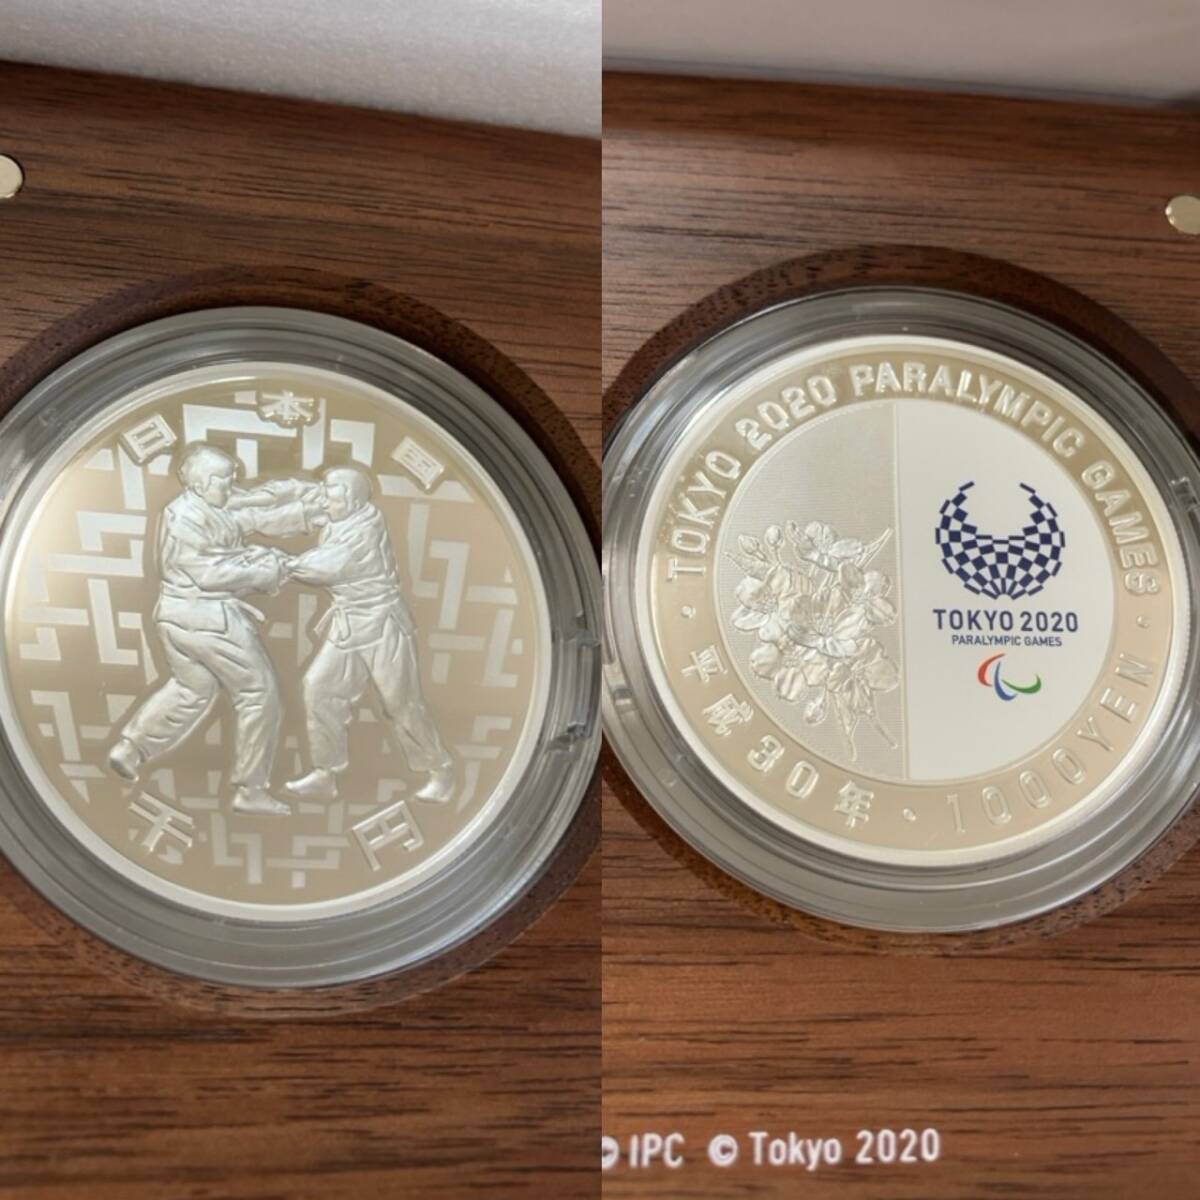 日本国
千円
TOKYO 2020 PARALYMPIC GAMES
TOKYO 2020
PARALYMPIC GAMES
平成30年・1000YEN
© IPC © Tokyo 2020